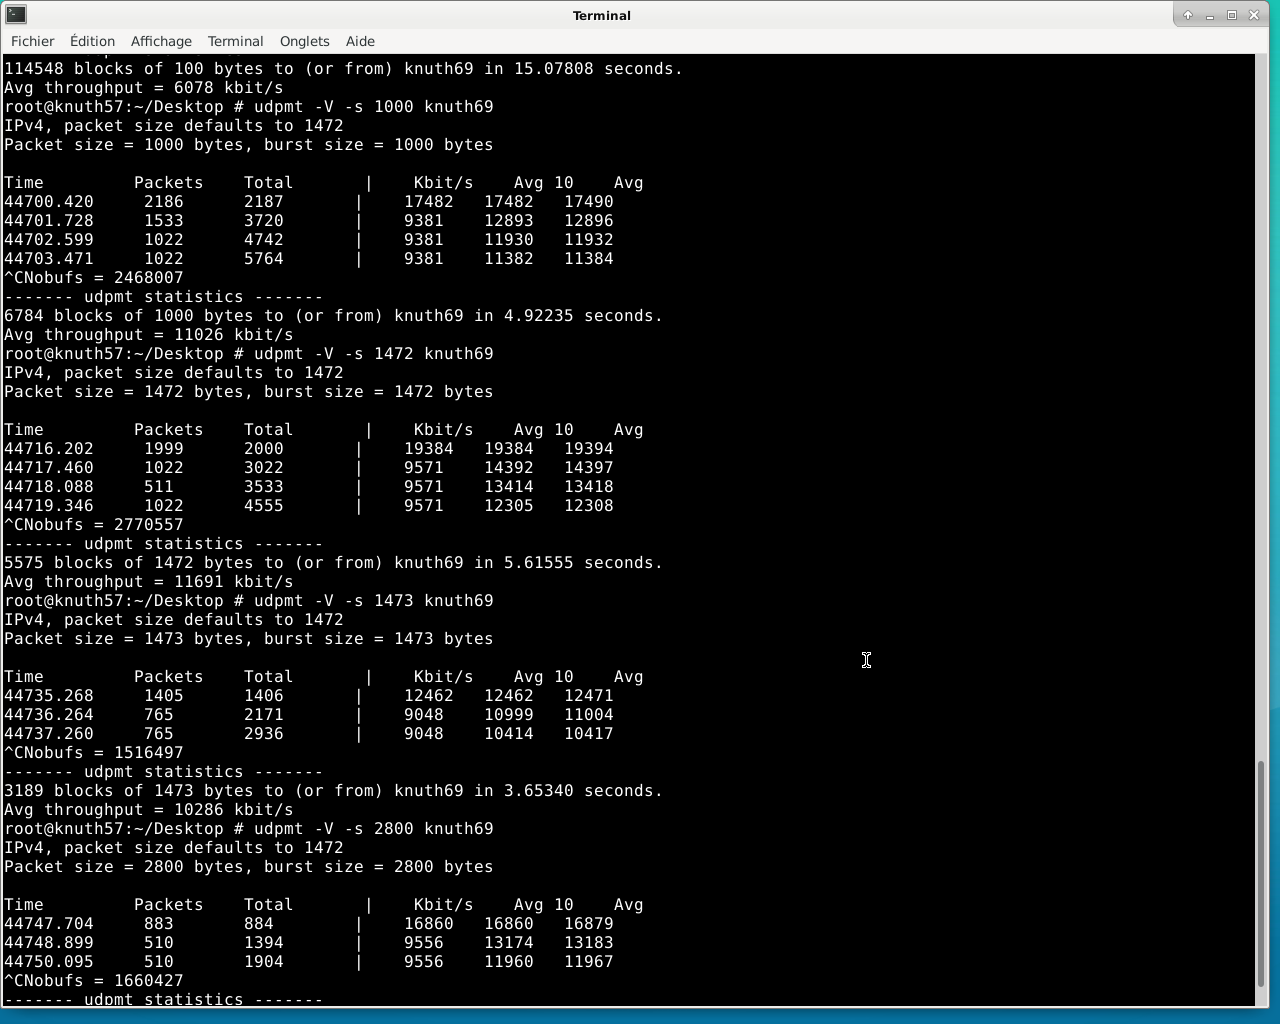 Terminal
Fichier Édition Affichage Terminal Onglets Aide
114548 blocks of 100 bytes to (or from) knuth69 in 15.07808 seconds.
Avg throughput = 6078 kbit/s
root@knuth57:~/Desktop # udpmt -V -s 1000 knuth69
IPv4, packet size defaults to 1472
Packet size = 1000 bytes, burst size = 1000 bytes
Time Packets Total | Kbit/s Avg 10 Avg
44700.420 2186 2187 | 17482 17482 17490
44701.728 1533 3720 | 9381 12893 12896
44702.599 1022 4742 | 9381 11930 11932
44703.471 1022 5764 | 9381 11382 11384
^CNobufs = 2468007
------- udpmt statistics -------
6784 blocks of 1000 bytes to (or from) knuth69 in 4.92235 seconds.
Avg throughput = 11026 kbit/s
root@knuth57:~/Desktop # udpmt -V -s 1472 knuth69
IPv4, packet size defaults to 1472
Packet size = 1472 bytes, burst size = 1472 bytes
Time Packets Total | Kbit/s Avg 10 Avg
44716.202 1999 2000 | 19384 19384 19394
44717.460 1022 3022 | 9571 14392 14397
44718.088 511 3533 | 9571 13414 13418
44719.346 1022 4555 | 9571 12305 12308
^CNobufs = 2770557
------- udpmt statistics -------
5575 blocks of 1472 bytes to (or from) knuth69 in 5.61555 seconds.
Avg throughput = 11691 kbit/s
root@knuth57:~/Desktop # udpmt -V -s 1473 knuth69
IPv4, packet size defaults to 1472
Packet size = 1473 bytes, burst size = 1473 bytes
Time Packets Total | Kbit/s Avg 10 Avg
44735.268 1405 1406 | 12462 12462 12471
44736.264 765 2171 | 9048 10999 11004
44737.260 765 2936 | 9048 10414 10417
^CNobufs = 1516497
------- udpmt statistics -------
3189 blocks of 1473 bytes to (or from) knuth69 in 3.65340 seconds.
Avg throughput = 10286 kbit/s
root@knuth57:~/Desktop # udpmt -V -s 2800 knuth69
IPv4, packet size defaults to 1472
Packet size = 2800 bytes, burst size = 2800 bytes
Time Packets Total | Kbit/s Avg 10 Avg
44747.704 883 884 | 16860 16860 16879
44748.899 510 1394 | 9556 13174 13183
44750.095 510 1904 | 9556 11960 11967
^CNobufs = 1660427
------- udpmt statistics -------